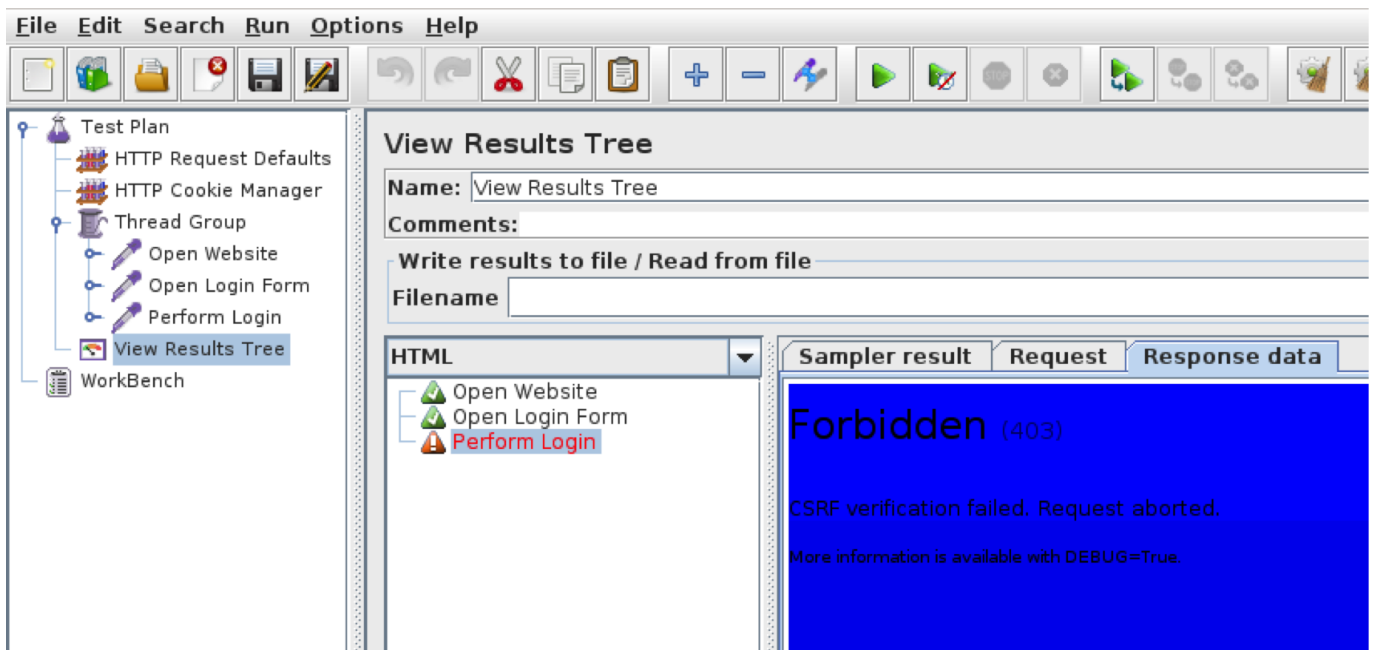 File Edit Search Run Options Help
STOP
Test Plan
HTTP Request Defaults
HTTP Cookie Manager
Thread Group
Open Website
Open Login Form
Perform Login
View Results Tree
WorkBench
View Results Tree
Name: View Results Tree
Comments:
Write results to file / Read from file
Filename
HTML
Open Website
Open Login Form
Perform Login
Sampler result Request Response data
Forbidden (403)
CSRF verification failed. Request aborted.
More information is available with DEBUG=True.